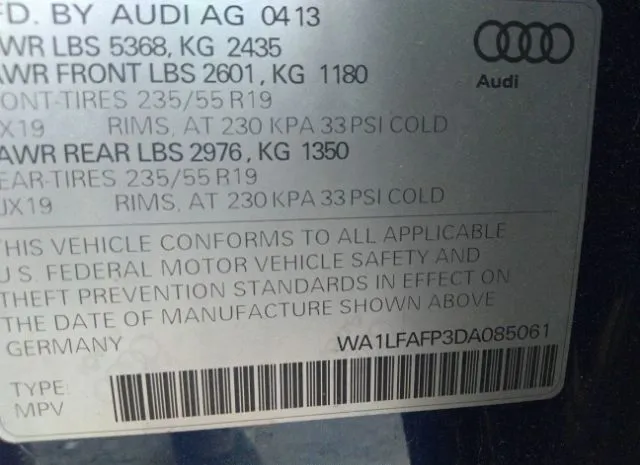 FD. BY AUDI AG 0413
WR LBS 5368, KG 2435
AWR FRONT LBS 2601, KG 1180
ONT-TIRES 235/55 R19
X19 RIMS, AT 230 KPA 33 PSI COLD
AWR REAR LBS 2976, KG 1350
EAR-TIRES 235/55 R19
JX19 RIMS, AT 230 KPA 33 PSI COLD
Audi
THIS VEHICLE CONFORMS TO ALL APPLICABLE
U.S. FEDERAL MOTOR VEHICLE SAFETY AND
THEFT PREVENTION STANDARDS IN EFFECT ON
THE DATE OF MANUFACTURE SHOWN ABOVE
GERMANY WA1LFAFP3DA085061
TYPE:
MPV